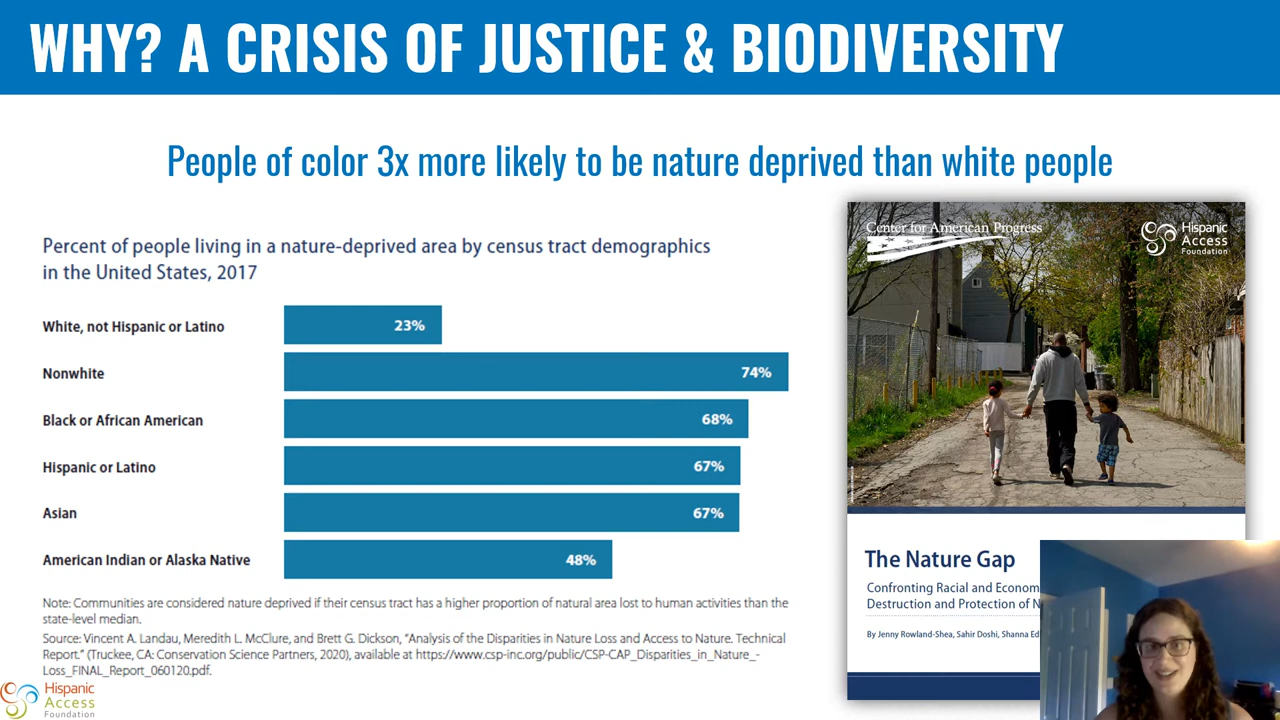 WHY? A CRISIS OF JUSTICE & BIODIVERSITY
People of color 3x more likely to be nature deprived than white people
Percent of people living in a nature-deprived area by census tract demographics
in the United States, 2017
White, not Hispanic or Latino 23%
Nonwhite 74%
Black or African American 68%
Hispanic or Latino 67%
Asian 67%
American Indian or Alaska Native 48%
Note: Communities are considered nature deprived if their census tract has a higher proportion of natural area lost to human activities than the
state-level median.
Source: Vincent A. Landau, Meredith L. McClure, and Brett G. Dickson, “Analysis of the Disparities in Nature Loss and Access to Nature. Technical
Report.” (Truckee, CA: Conservation Science Partners, 2020), available at https://www.csp-inc.org/public/CSP-CAP_Disparities_in_Nature_-
Loss_FINAL_Report_060120.pdf.
Hispanic
Access
Foundation
Center for American Progress
Hispanic
Access
Foundation
The Nature Gap
Confronting Racial and Econom
Destruction and Protection of N
By Jenny Rowland-Shea, Sahir Doshi, Shanna Ed